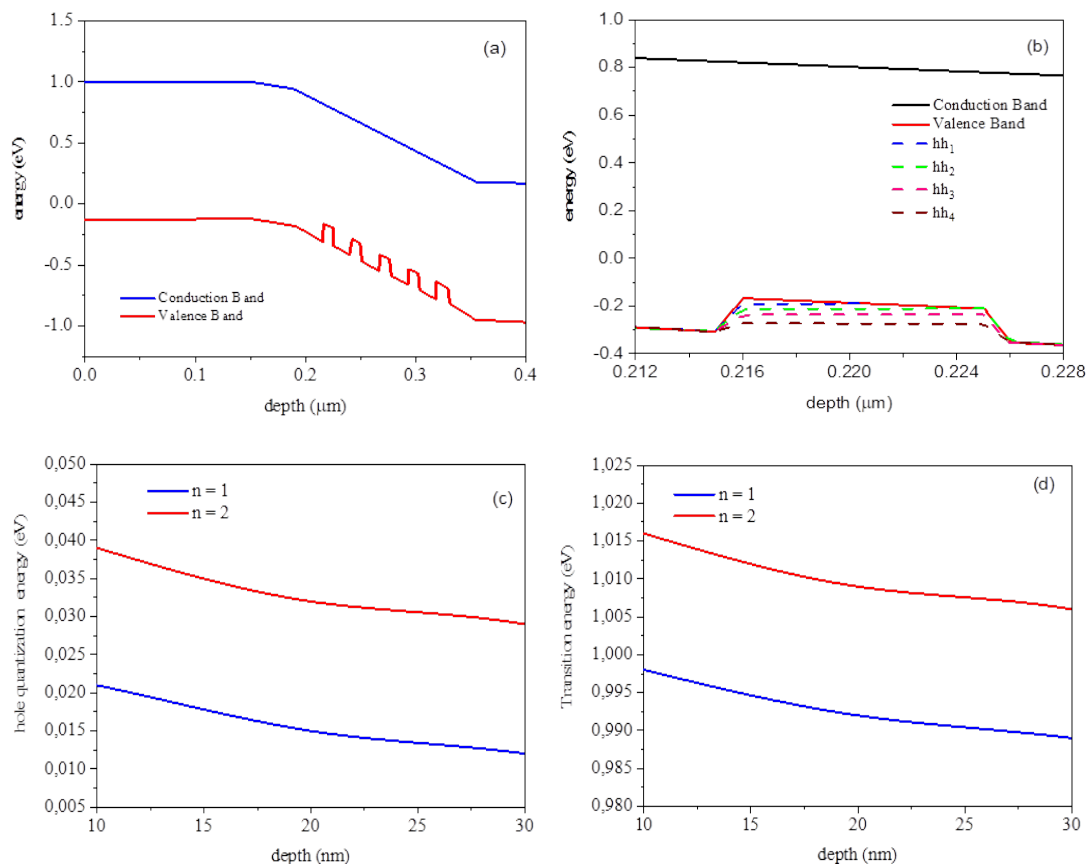 (a)
1.5
1.0
0.5
0.0
-0.5
-1.0
energy (eV)
Conduction Band
Valence Band
0.0 0.1 0.2 0.3 0.4
depth (μm)
(b)
1.0
0.8
0.6
0.4
0.2
0.0
-0.2
-0.4
energy (eV)
Conduction Band
Valence Band
hh1
hh2
hh3
hh4
0.212 0.216 0.220 0.224 0.228
depth (μm)
(c)
0,050
0,045
0,040
0,035
0,030
0,025
0,020
0,015
0,010
0,005
hole quantization energy (eV)
n = 1
n = 2
10 15 20 25 30
depth (nm)
(d)
1,025
1,020
1,015
1,010
1,005
1,000
0,995
0,990
0,985
0,980
Transition energy (eV)
n = 1
n = 2
10 15 20 25 30
depth (nm)